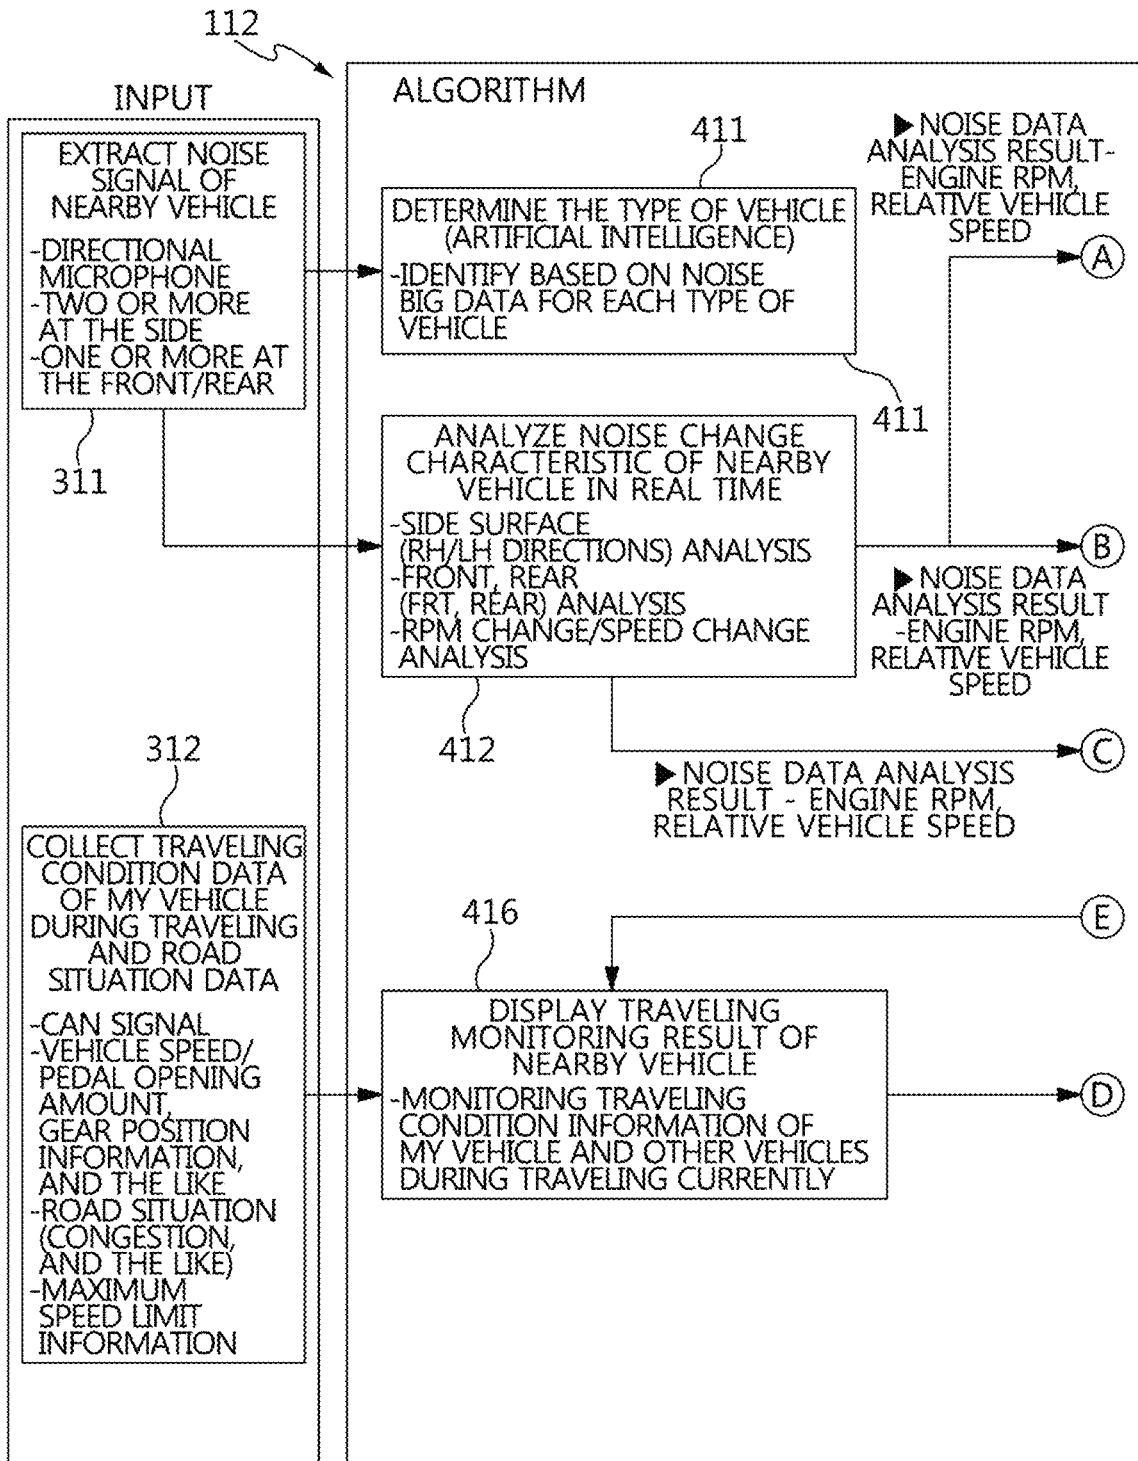 112
INPUT
EXTRACT NOISE
SIGNAL OF
NEARBY VEHICLE
-DIRECTIONAL
MICROPHONE
-TWO OR MORE
AT THE SIDE
-ONE OR MORE AT
THE FRONT/REAR
311
312
COLLECT TRAVELING
CONDITION DATA
OF MY VEHICLE
DURING TRAVELING
AND ROAD
SITUATION DATA
-CAN SIGNAL
-VEHICLE SPEED/
PEDAL OPENING
AMOUNT,
GEAR POSITION
INFORMATION,
AND THE LIKE
-ROAD SITUATION
(CONGESTION,
AND THE LIKE)
-MAXIMUM
SPEED LIMIT
INFORMATION
ALGORITHM
411
DETERMINE THE TYPE OF VEHICLE
(ARTIFICIAL INTELLIGENCE)
-IDENTIFY BASED ON NOISE
BIG DATA FOR EACH TYPE OF
VEHICLE
411
▶NOISE DATA
ANALYSIS RESULT-
ENGINE RPM,
RELATIVE VEHICLE
SPEED
A
ANALYZE NOISE CHANGE
CHARACTERISTIC OF NEARBY
VEHICLE IN REAL TIME
-SIDE SURFACE
(RH/LH DIRECTIONS) ANALYSIS
-FRONT, REAR
(FRT, REAR) ANALYSIS
-RPM CHANGE/SPEED CHANGE
ANALYSIS
412
B
▶NOISE DATA
ANALYSIS RESULT
-ENGINE RPM,
RELATIVE VEHICLE
SPEED
C
▶NOISE DATA ANALYSIS
RESULT - ENGINE RPM,
RELATIVE VEHICLE SPEED
E
416
DISPLAY TRAVELING
MONITORING RESULT OF
NEARBY VEHICLE
-MONITORING TRAVELING
CONDITION INFORMATION OF
MY VEHICLE AND OTHER VEHICLES
DURING TRAVELING CURRENTLY
D